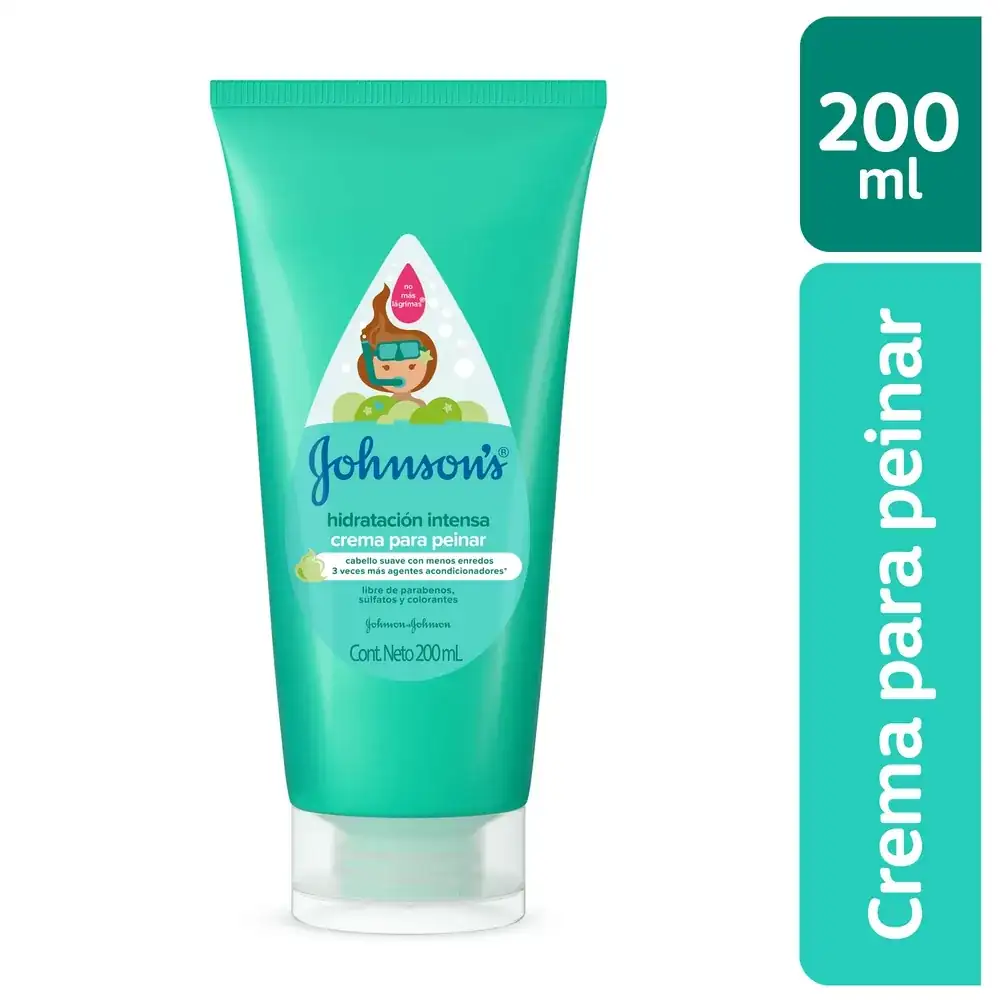 no
más
lágrimas®
Johnson's®
hidratación intensa
crema para peinar
cabello suave con menos enredos
3 veces más agentes acondicionadores*
libre de parabenos,
sulfatos y colorantes
Johnson&Johnson
Cont. Neto 200 mL
200
ml
Crema para peinar